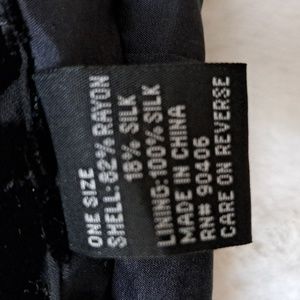 ONE SIZE
SHELL: 82% RAYON
18% SILK
LINING: 100% SILK
MADE IN CHINA
RN# 90406
CARE ON REVERSE